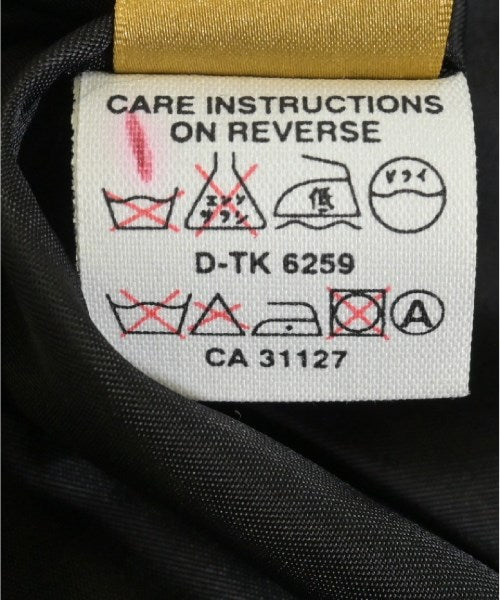 CARE INSTRUCTIONS
ON REVERSE
エンソ
サラシ
低
ドライ
D-TK 6259
A
CA 31127